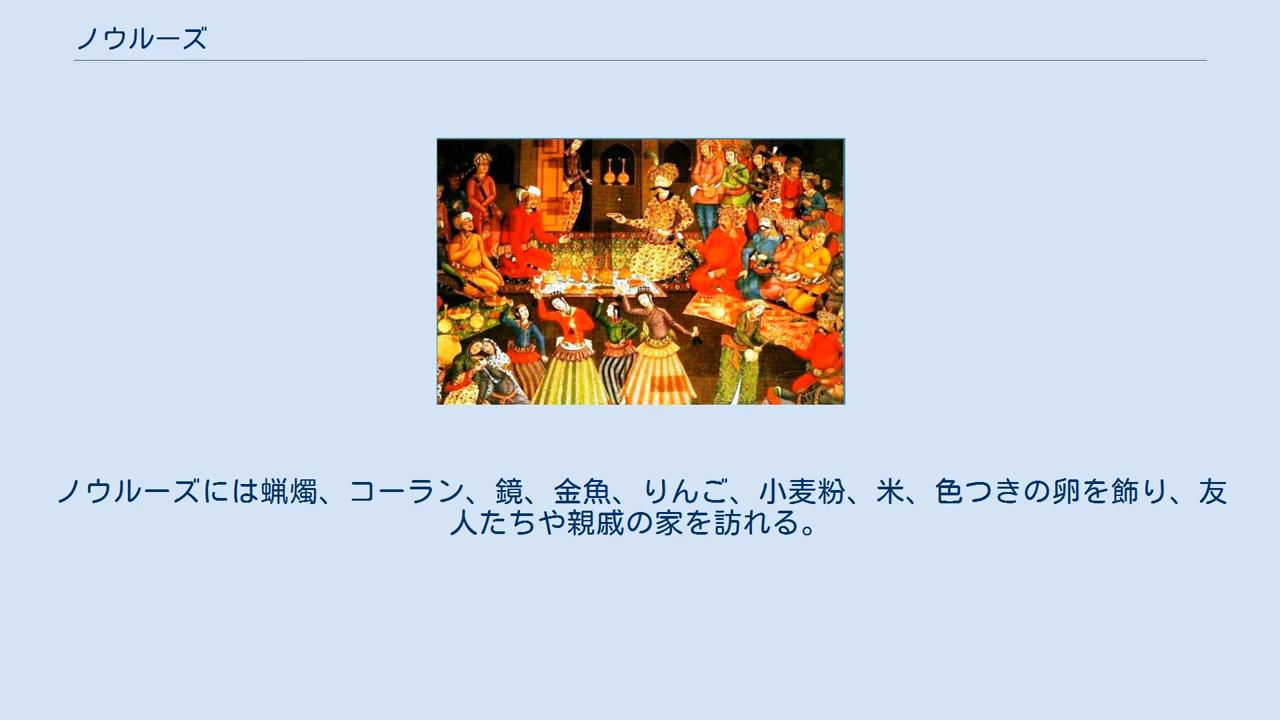 ノウルーズ
ノウルーズには蝋燭、コーラン、鏡、金魚、りんご、小麦粉、米、色つきの卵を飾り、友
人たちや親戚の家を訪れる。